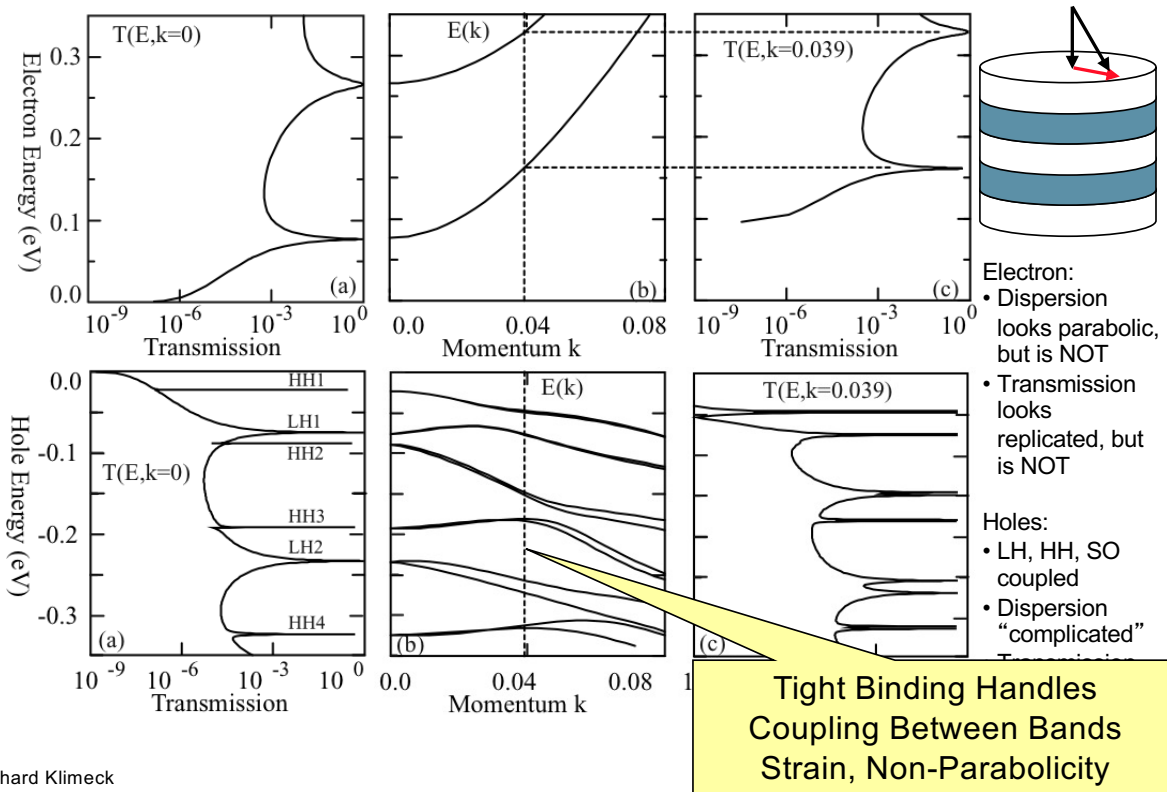 T(E,k=0)
E(k)
T(E,k=0.039)
Electron Energy (eV)
0.3
0.2
0.1
0.0
(a)
(b)
(c)
10^-9 10^-6 10^-3 10^0
0.0 0.04 0.08
10^-9 10^-6 10^-3 10^0
Transmission
Momentum k
Transmission
Hole Energy (eV)
0.0
-0.1
-0.2
-0.3
HH1
LH1
HH2
T(E,k=0)
HH3
LH2
HH4
(a)
E(k)
(b)
T(E,k=0.039)
(c)
10^-9 10^-6 10^-3 10^0
0.0 0.04 0.08
1
Transmission
Momentum k
Electron:
• Dispersion
looks parabolic,
but is NOT
• Transmission
looks
replicated, but
is NOT
Holes:
• LH, HH, SO
coupled
• Dispersion
“complicated”
Tight Binding Handles
Coupling Between Bands
Strain, Non-Parabolicity
hard Klimeck